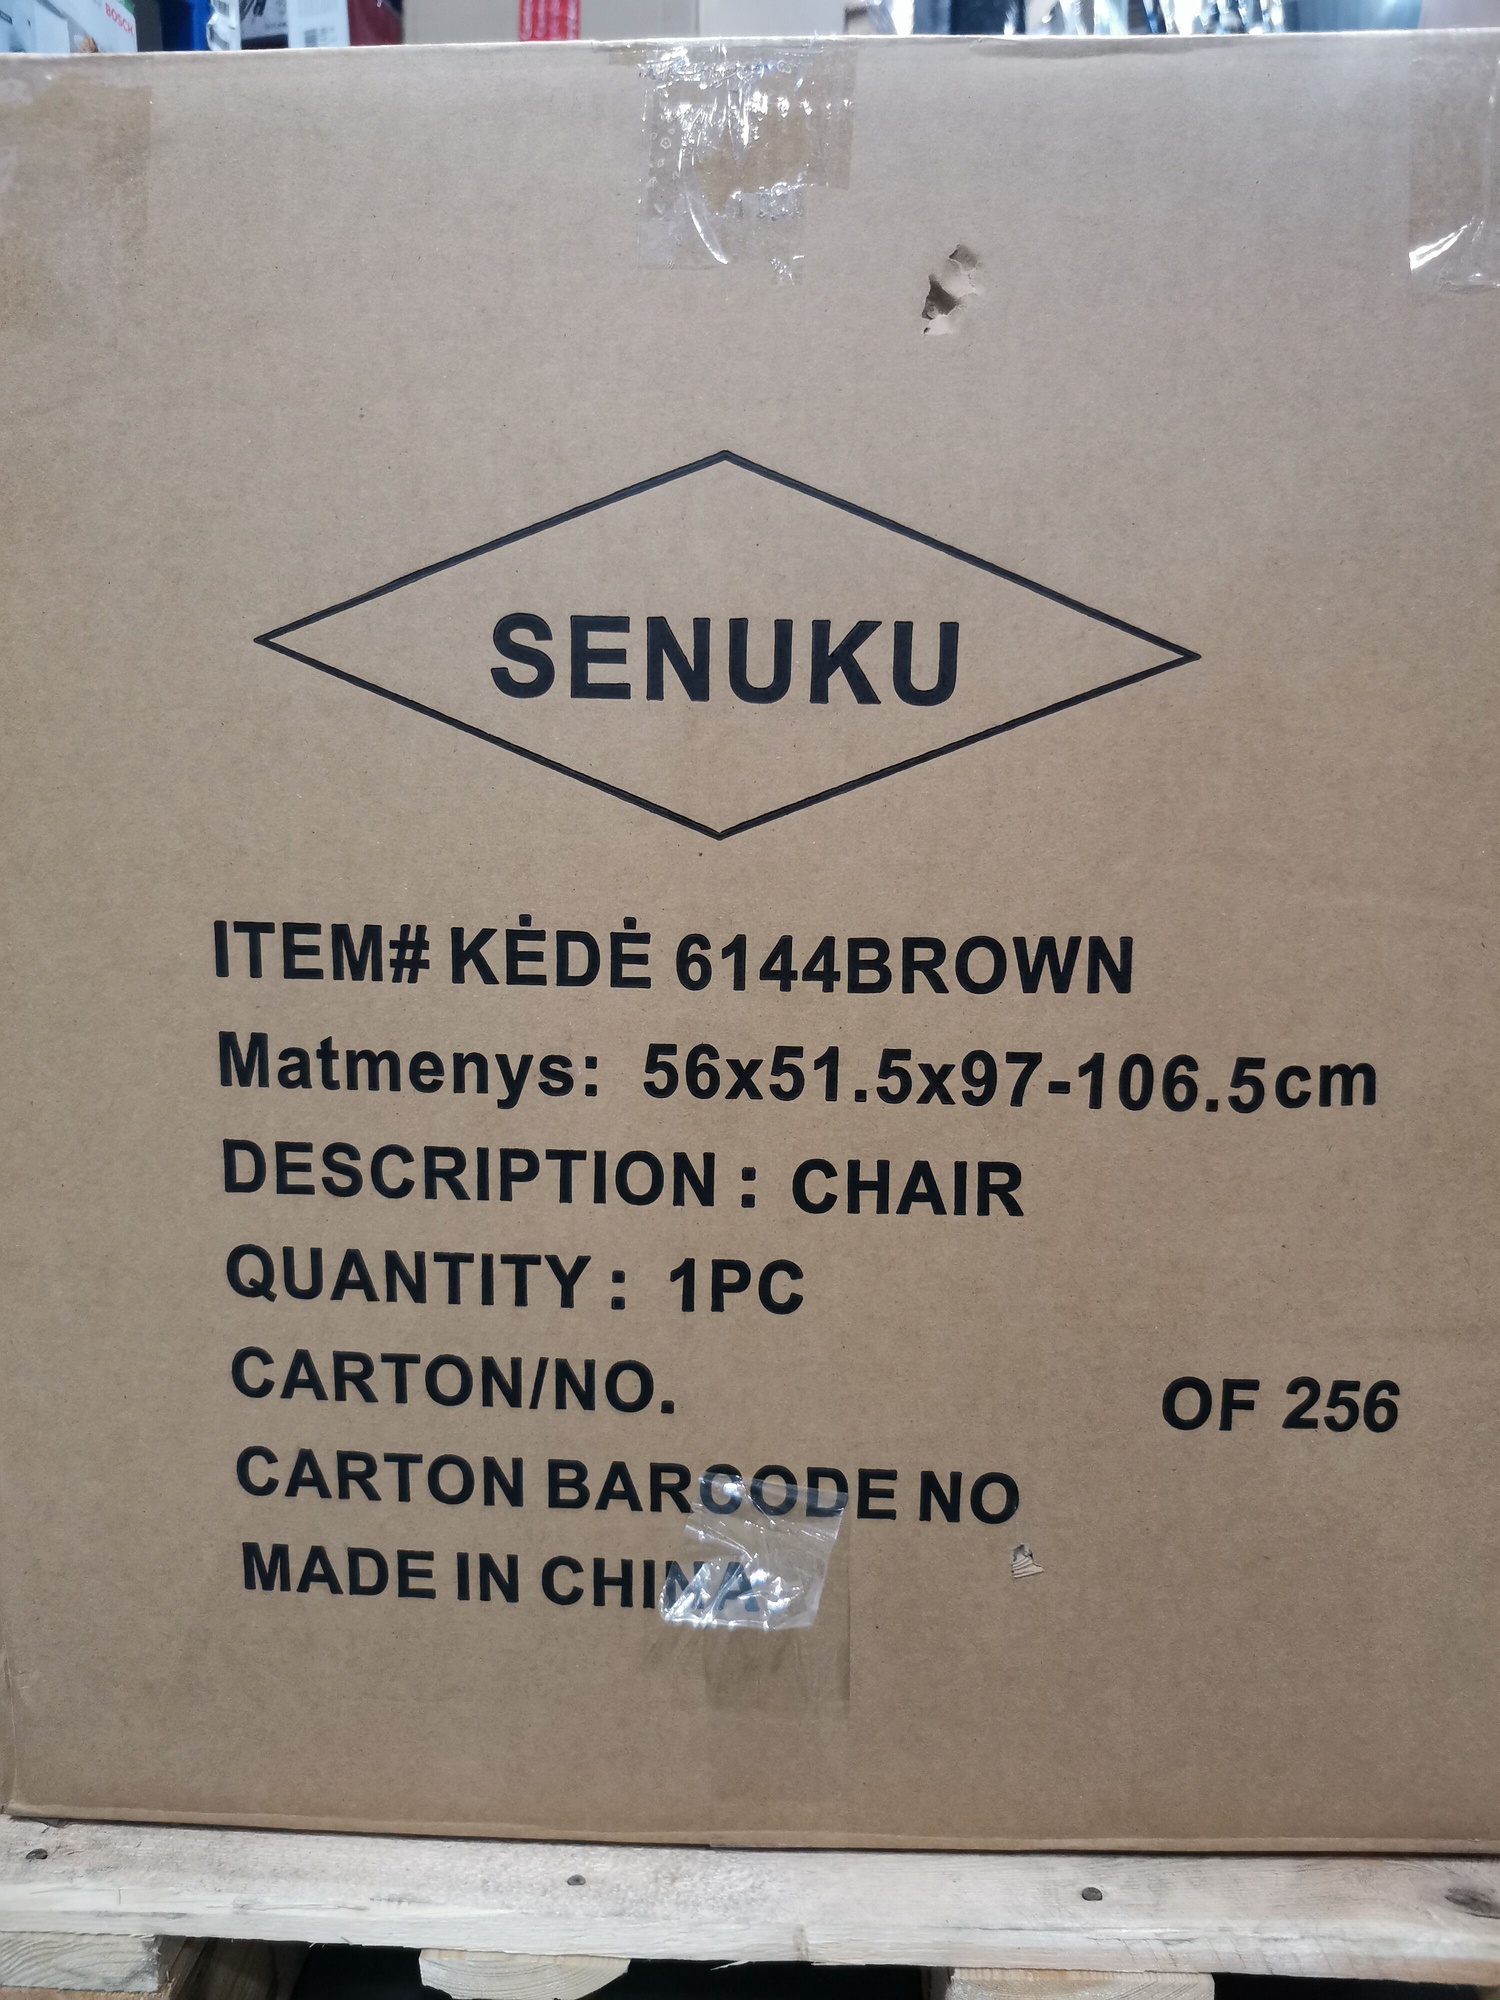 BOSCH
SENUKU
ITEM# KĖDĖ 6144BROWN
Matmenys: 56x51.5x97-106.5cm
DESCRIPTION : CHAIR
QUANTITY : 1PC
CARTON/NO. OF 256
CARTON BARCODE NO
MADE IN CHINA